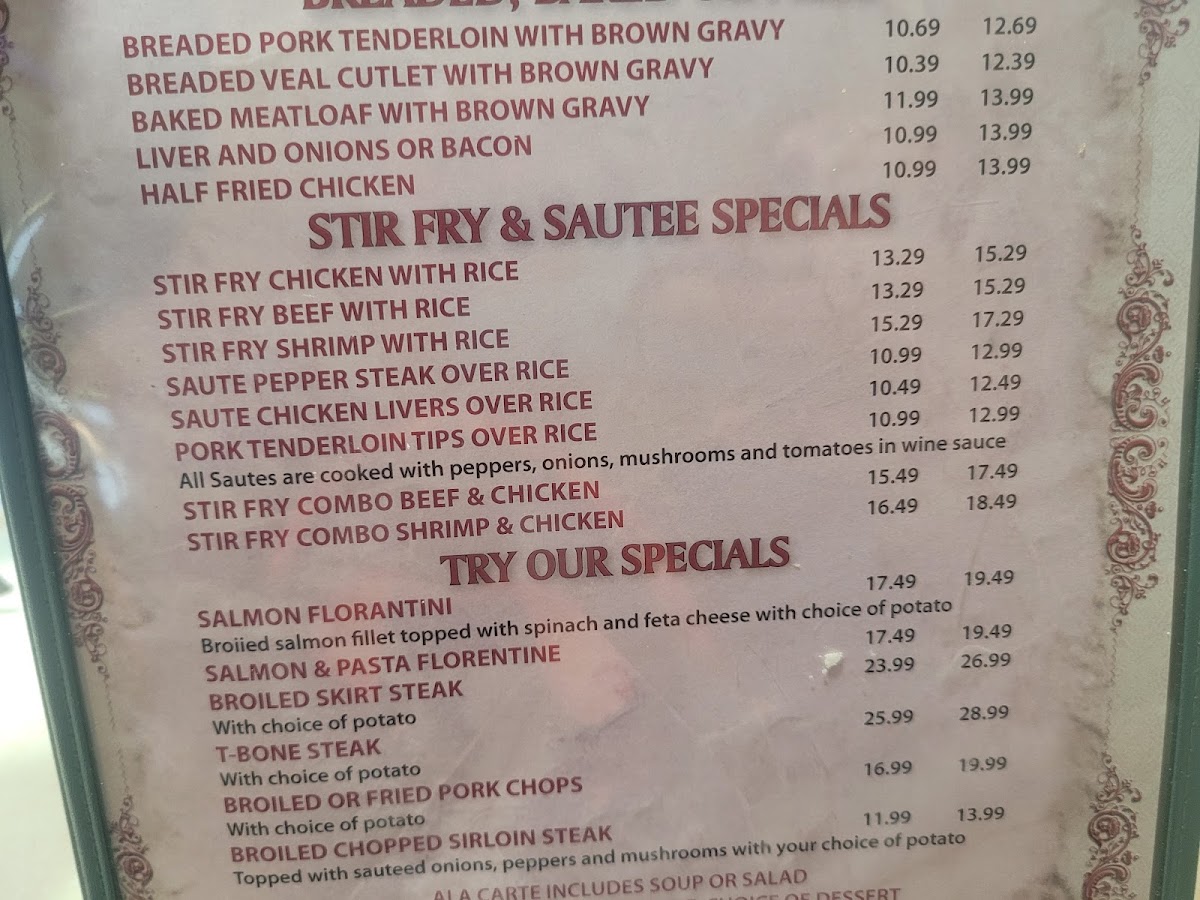 BREADED, BAKED
BREADED PORK TENDERLOIN WITH BROWN GRAVY 10.69 12.69
BREADED VEAL CUTLET WITH BROWN GRAVY 10.39 12.39
BAKED MEATLOAF WITH BROWN GRAVY 11.99 13.99
LIVER AND ONIONS OR BACON 10.99 13.99
HALF FRIED CHICKEN 10.99 13.99
STIR FRY & SAUTEE SPECIALS
STIR FRY CHICKEN WITH RICE 13.29 15.29
STIR FRY BEEF WITH RICE 13.29 15.29
STIR FRY SHRIMP WITH RICE 15.29 17.29
SAUTE PEPPER STEAK OVER RICE 10.99 12.99
SAUTE CHICKEN LIVERS OVER RICE 10.49 12.49
PORK TENDERLOIN TIPS OVER RICE 10.99 12.99
All Sautes are cooked with peppers, onions, mushrooms and tomatoes in wine sauce
STIR FRY COMBO BEEF & CHICKEN 15.49 17.49
STIR FRY COMBO SHRIMP & CHICKEN 16.49 18.49
TRY OUR SPECIALS
SALMON FLORANTiNI 17.49 19.49
Broiied salmon fillet topped with spinach and feta cheese with choice of potato
SALMON & PASTA FLORENTINE 17.49 19.49
BROILED SKIRT STEAK 23.99 26.99
With choice of potato
T-BONE STEAK 25.99 28.99
With choice of potato
BROILED OR FRIED PORK CHOPS 16.99 19.99
With choice of potato
BROILED CHOPPED SIRLOIN STEAK 11.99 13.99
Topped with sauteed onions, peppers and mushrooms with your choice of potato
ALA CARTE INCLUDES SOUP OR SALAD
CHOICE OF DESSERT